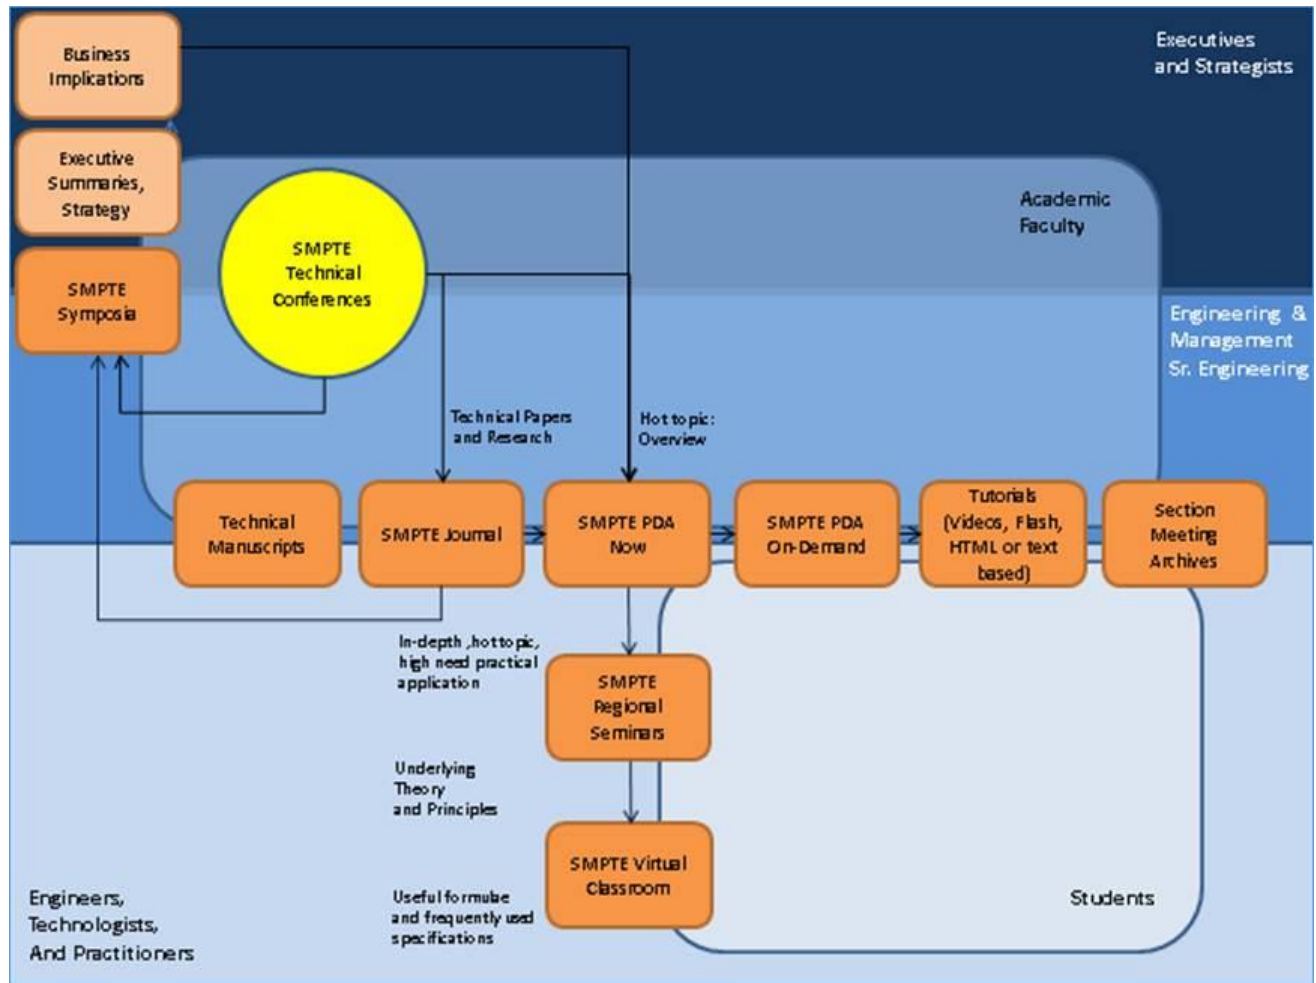 Business
Implications
Executives
and Strategists
Executive
Summaries,
Strategy
Academic
Faculty
SMPTE
Technical
Conferences
SMPTE
Symposia
Engineering &
Management
Sr. Engineering
Technical Papers
and Research
Hot topic:
Overview
Technical
Manuscripts
SMPTE Journal
SMPTE PDA
Now
SMPTE PDA
On-Demand
Tutorials
(Videos, Flash,
HTML or text
based)
Section
Meeting
Archives
In-depth ,hot topic,
high need practical
application
SMPTE
Regional
Seminars
Underlying
Theory
and Principles
SMPTE Virtual
Classroom
Useful formulae
and frequently used
specifications
Engineers,
Technologists,
And Practitioners
Students